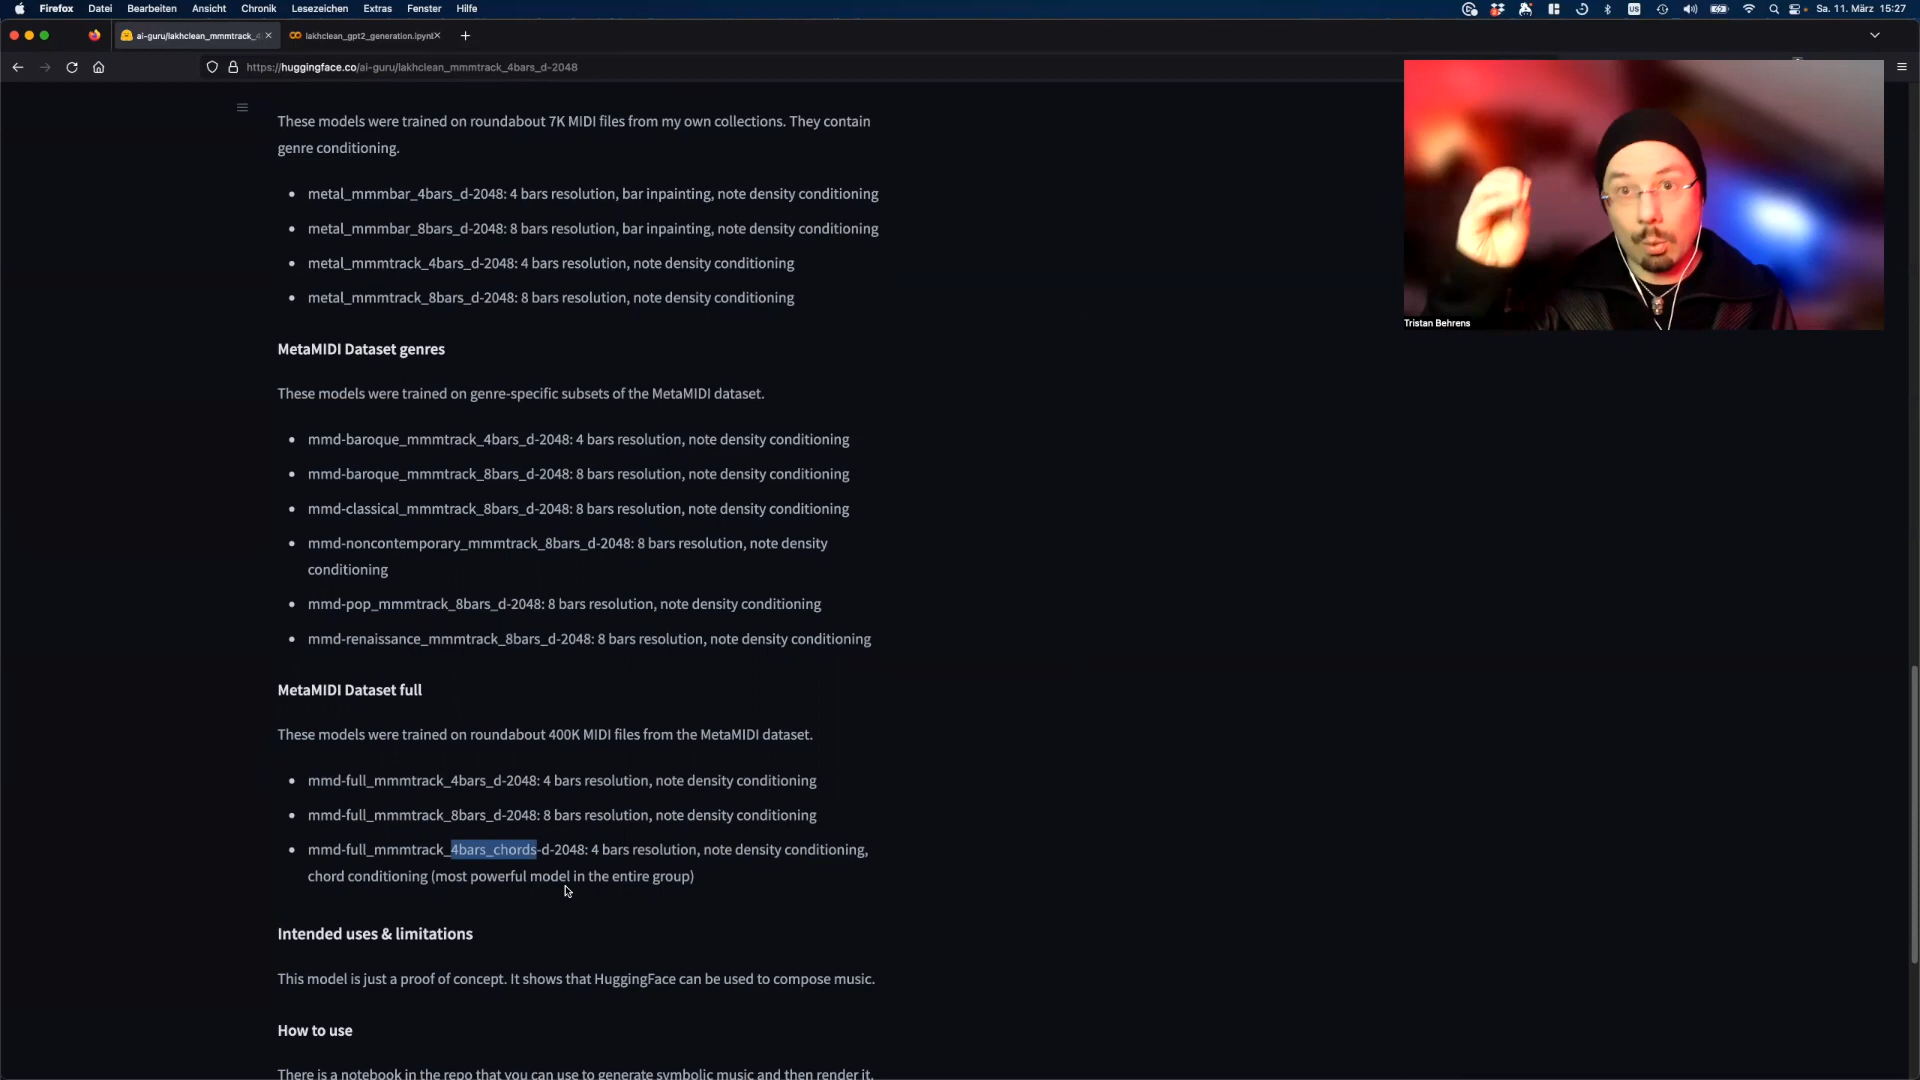 Firefox Datei Bearbeiten Ansicht Chronik Lesezeichen Extras Fenster Hilfe US Sa. 11. März 15:27
ai-guru/lakhclean_mmmtrack_4 lakhclean_gpt2_generation.ipynb
https://huggingface.co/ai-guru/lakhclean_mmmtrack_4bars_d-2048
These models were trained on roundabout 7K MIDI files from my own collections. They contain
genre conditioning.
• metal_mmmbar_4bars_d-2048: 4 bars resolution, bar inpainting, note density conditioning
• metal_mmmbar_8bars_d-2048: 8 bars resolution, bar inpainting, note density conditioning
• metal_mmmtrack_4bars_d-2048: 4 bars resolution, note density conditioning
• metal_mmmtrack_8bars_d-2048: 8 bars resolution, note density conditioning
Tristan Behrens
MetaMIDI Dataset genres
These models were trained on genre-specific subsets of the MetaMIDI dataset.
• mmd-baroque_mmmtrack_4bars_d-2048: 4 bars resolution, note density conditioning
• mmd-baroque_mmmtrack_8bars_d-2048: 8 bars resolution, note density conditioning
• mmd-classical_mmmtrack_8bars_d-2048: 8 bars resolution, note density conditioning
• mmd-noncontemporary_mmmtrack_8bars_d-2048: 8 bars resolution, note density
conditioning
• mmd-pop_mmmtrack_8bars_d-2048: 8 bars resolution, note density conditioning
• mmd-renaissance_mmmtrack_8bars_d-2048: 8 bars resolution, note density conditioning
MetaMIDI Dataset full
These models were trained on roundabout 400K MIDI files from the MetaMIDI dataset.
• mmd-full_mmmtrack_4bars_d-2048: 4 bars resolution, note density conditioning
• mmd-full_mmmtrack_8bars_d-2048: 8 bars resolution, note density conditioning
• mmd-full_mmmtrack_4bars_chords-d-2048: 4 bars resolution, note density conditioning,
chord conditioning (most powerful model in the entire group)
Intended uses & limitations
This model is just a proof of concept. It shows that HuggingFace can be used to compose music.
How to use
There is a notebook in the repo that you can use to generate symbolic music and then render it.